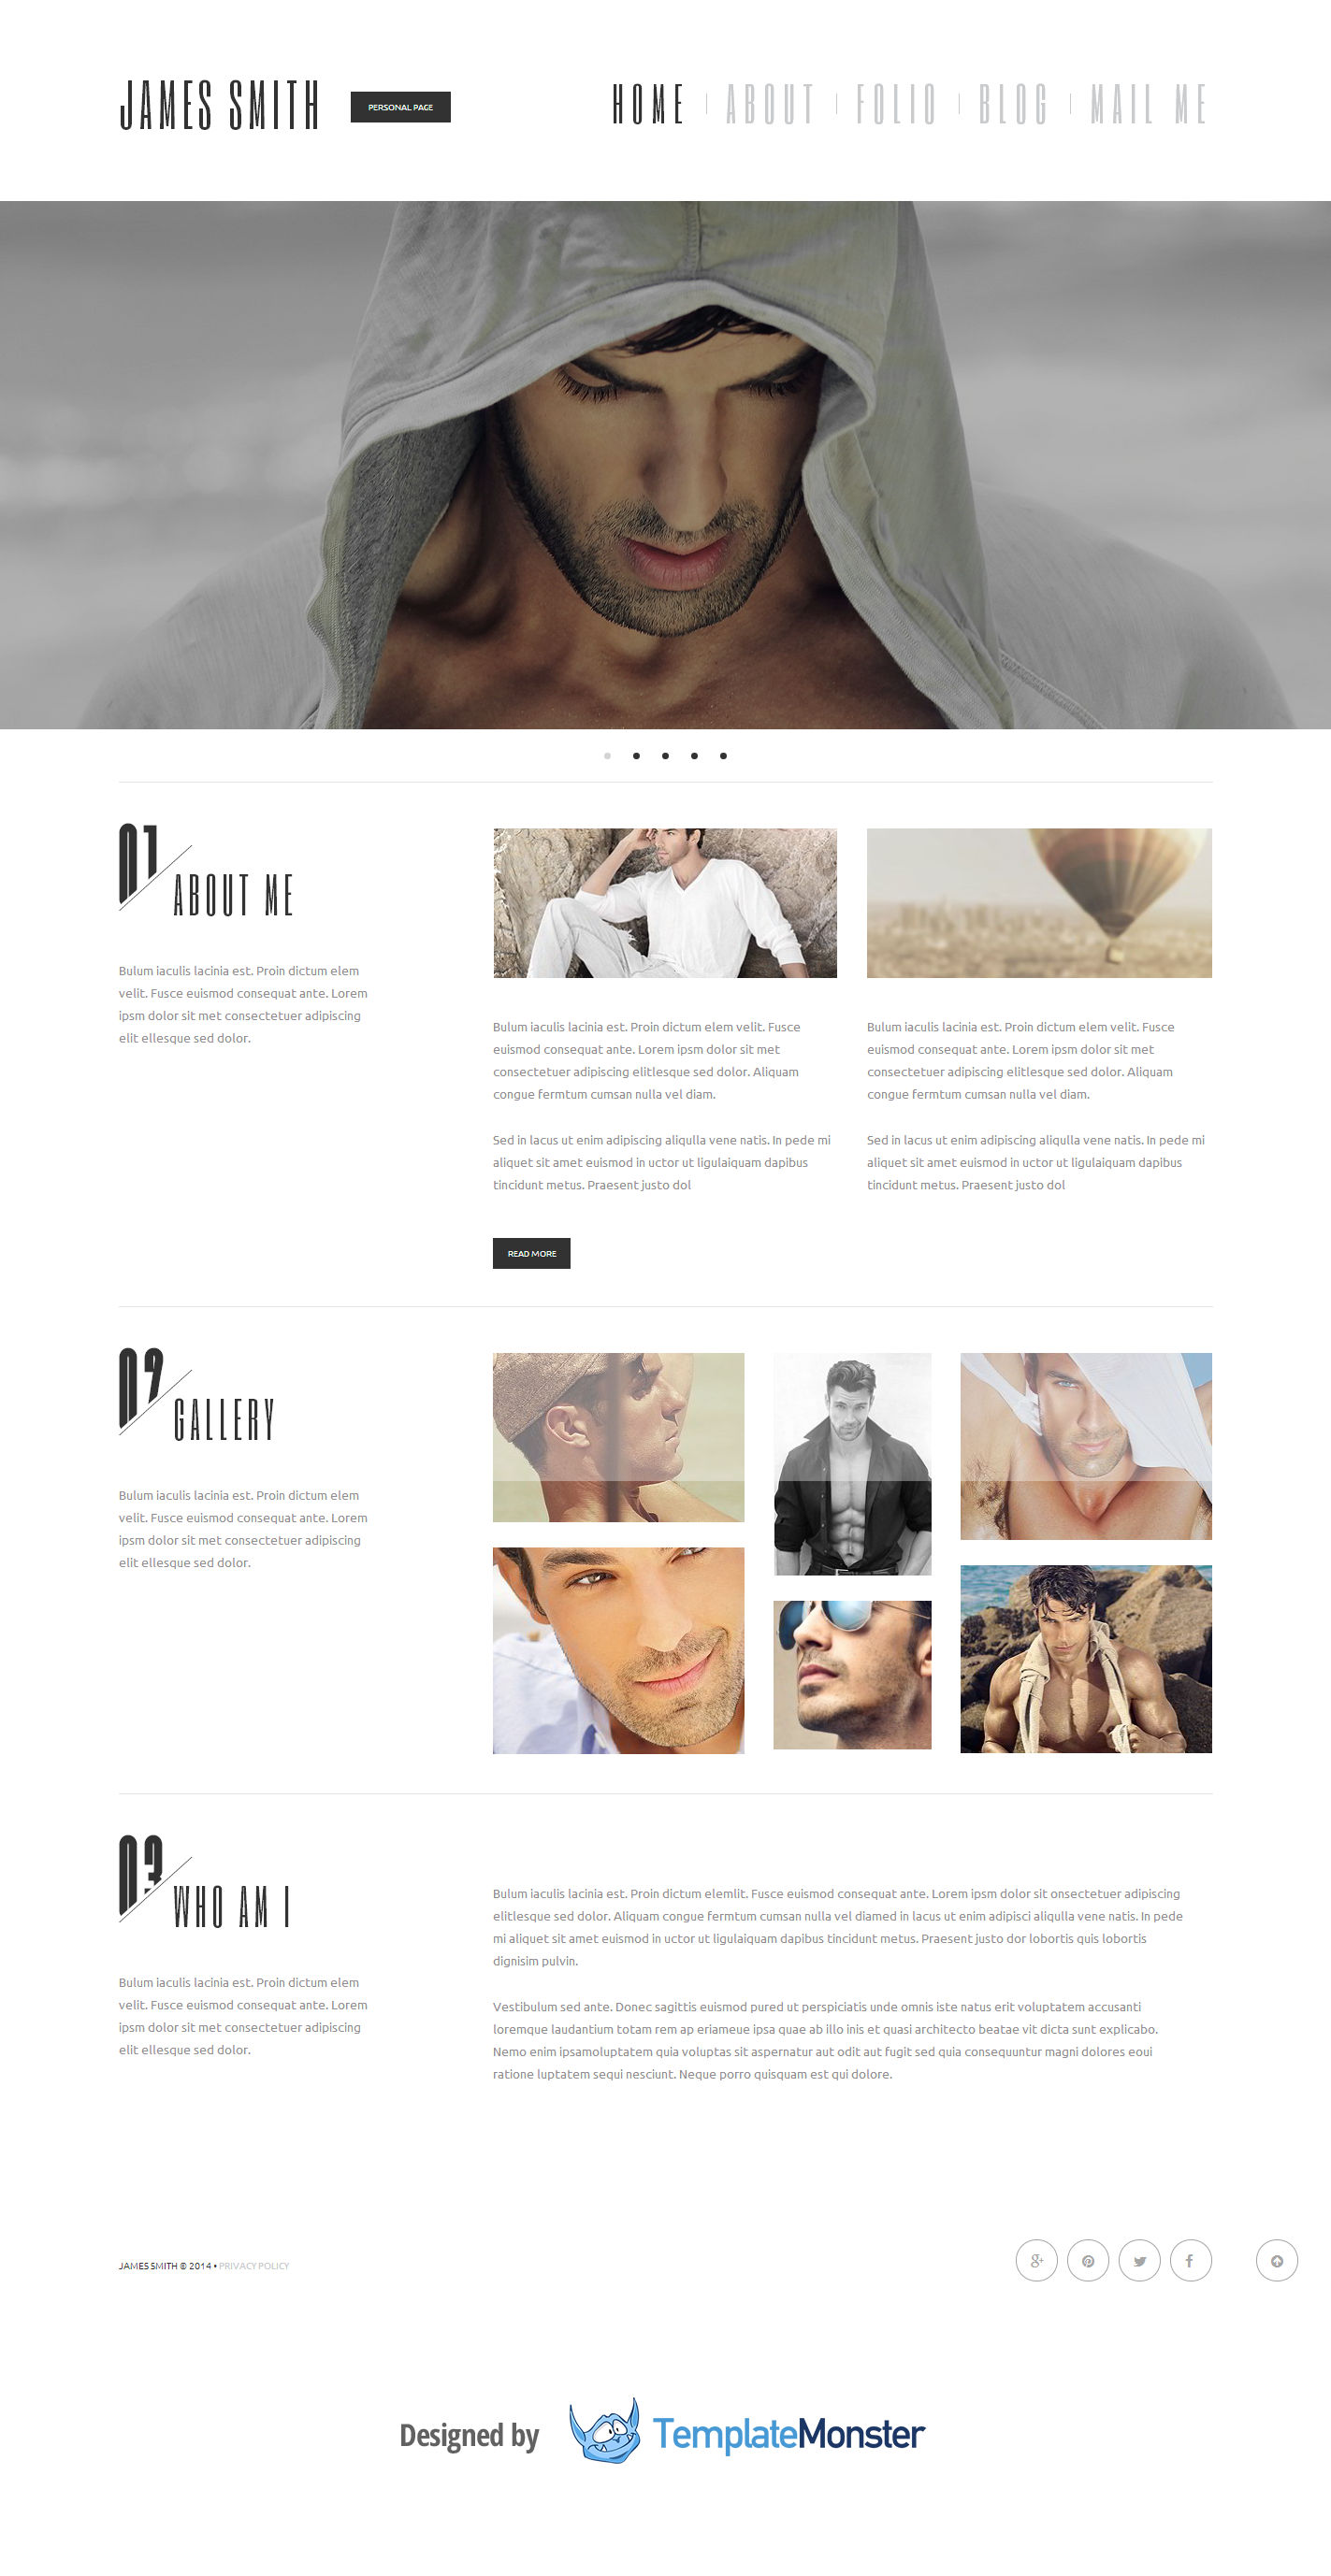 JAMES SMITH
PERSONAL PAGE
HOME
ABOUT
FOLIO
BLOG
MAIL ME
01
ABOUT ME
Bulum iaculis lacinia est. Proin dictum elem
velit. Fusce euismod consequat ante. Lorem
ipsm dolor sit met consectetuer adipiscing
elit ellesque sed dolor.
Bulum iaculis lacinia est. Proin dictum elem velit. Fusce
euismod consequat ante. Lorem ipsm dolor sit met
consectetuer adipiscing elitlesque sed dolor. Aliquam
congue fermtum cumsan nulla vel diam.
Sed in lacus ut enim adipiscing aliqulla vene natis. In pede mi
aliquet sit amet euismod in uctor ut ligulaiquam dapibus
tincidunt metus. Praesent justo dol
Bulum iaculis lacinia est. Proin dictum elem velit. Fusce
euismod consequat ante. Lorem ipsm dolor sit met
consectetuer adipiscing elitlesque sed dolor. Aliquam
congue fermtum cumsan nulla vel diam.
Sed in lacus ut enim adipiscing aliqulla vene natis. In pede mi
aliquet sit amet euismod in uctor ut ligulaiquam dapibus
tincidunt metus. Praesent justo dol
READ MORE
02
GALLERY
Bulum iaculis lacinia est. Proin dictum elem
velit. Fusce euismod consequat ante. Lorem
ipsm dolor sit met consectetuer adipiscing
elit ellesque sed dolor.
03
WHO AM I
Bulum iaculis lacinia est. Proin dictum elem
velit. Fusce euismod consequat ante. Lorem
ipsm dolor sit met consectetuer adipiscing
elit ellesque sed dolor.
Bulum iaculis lacinia est. Proin dictum elemlit. Fusce euismod consequat ante. Lorem ipsm dolor sit onsectetuer adipiscing
elitlesque sed dolor. Aliquam congue fermtum cumsan nulla vel diamed in lacus ut enim adipisci aliqulla vene natis. In pede
mi aliquet sit amet euismod in uctor ut ligulaiquam dapibus tincidunt metus. Praesent justo dor lobortis quis lobortis
dignisim pulvin.
Vestibulum sed ante. Donec sagittis euismod pured ut perspiciatis unde omnis iste natus erit voluptatem accusanti
loremque laudantium totam rem ap eriameue ipsa quae ab illo inis et quasi architecto beatae vit dicta sunt explicabo.
Nemo enim ipsamoluptatem quia voluptas sit aspernatur aut odit aut fugit sed quia consequuntur magni dolores eoui
ratione luptatem sequi nesciunt. Neque porro quisquam est qui dolore.
JAMES SMITH © 2014 • PRIVACY POLICY
Designed by TemplateMonster